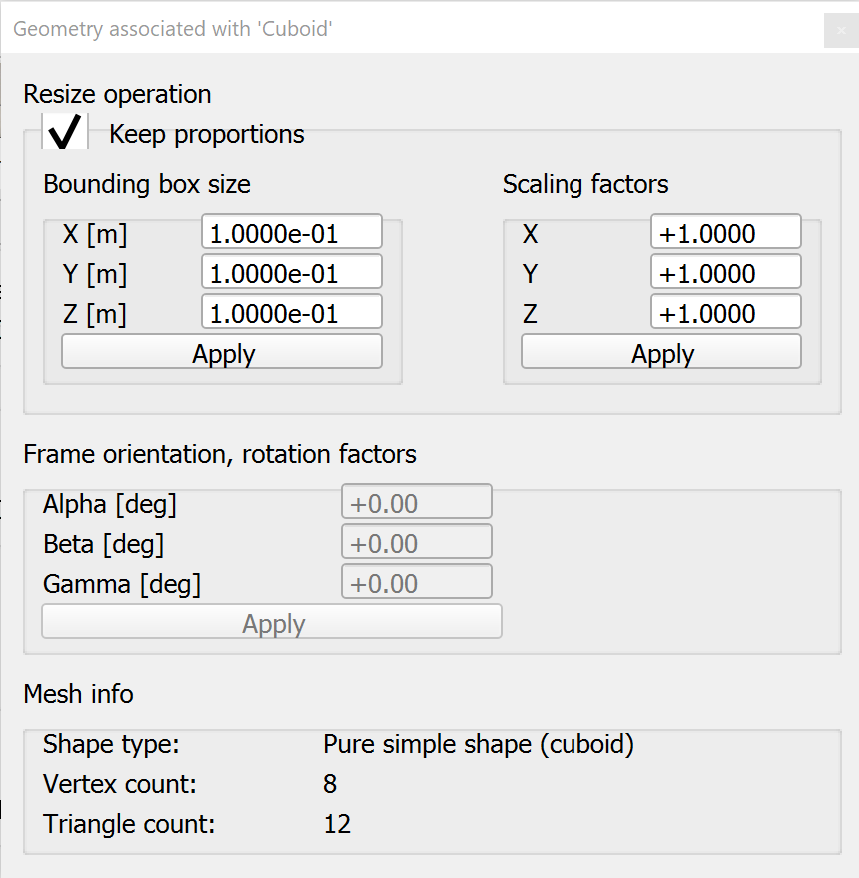 Geometry associated with 'Cuboid'
Resize operation
Keep proportions
Bounding box size
X [m] 1.0000e-01
Y [m] 1.0000e-01
Z [m] 1.0000e-01
Apply
Scaling factors
X +1.0000
Y +1.0000
Z +1.0000
Apply
Frame orientation, rotation factors
Alpha [deg] +0.00
Beta [deg] +0.00
Gamma [deg] +0.00
Apply
Mesh info
Shape type: Pure simple shape (cuboid)
Vertex count: 8
Triangle count: 12